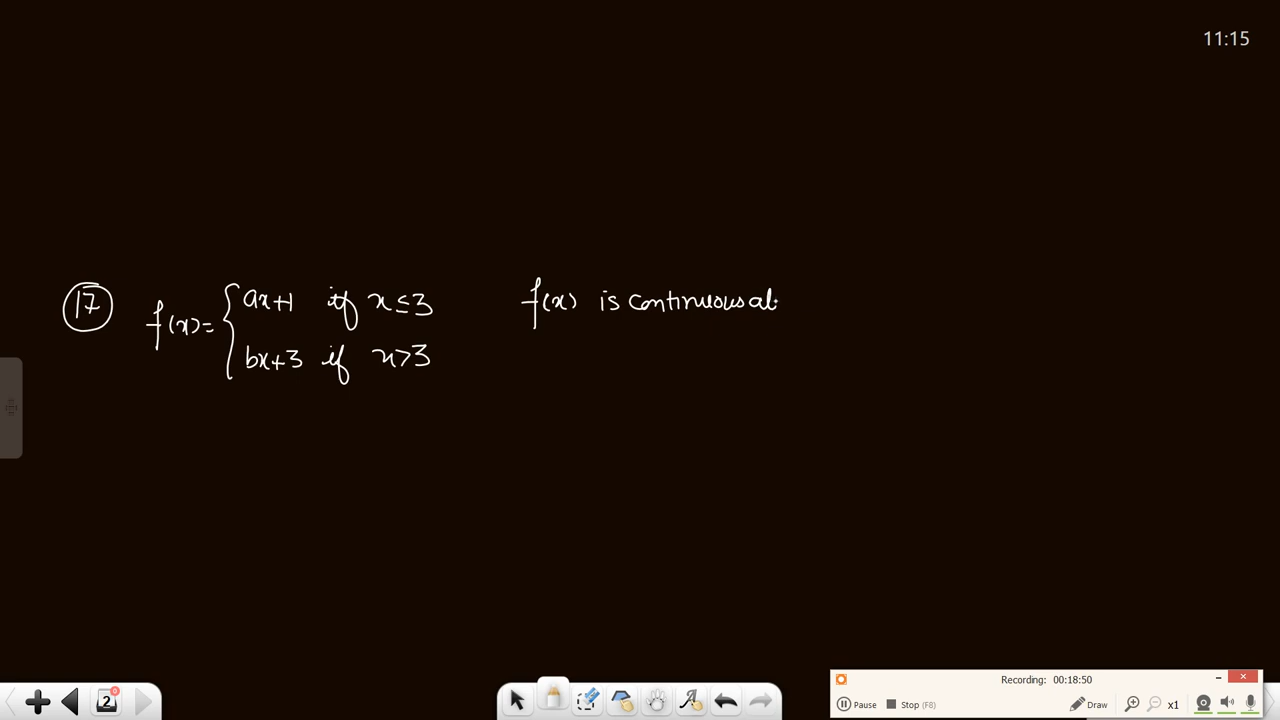 11:15
17 f(x)= { ax+1 if x≤3 f(x) is continuous at
bx+3 if x>3
Recording: 00:18:50
2 0 Pause Stop (F8) Draw x1